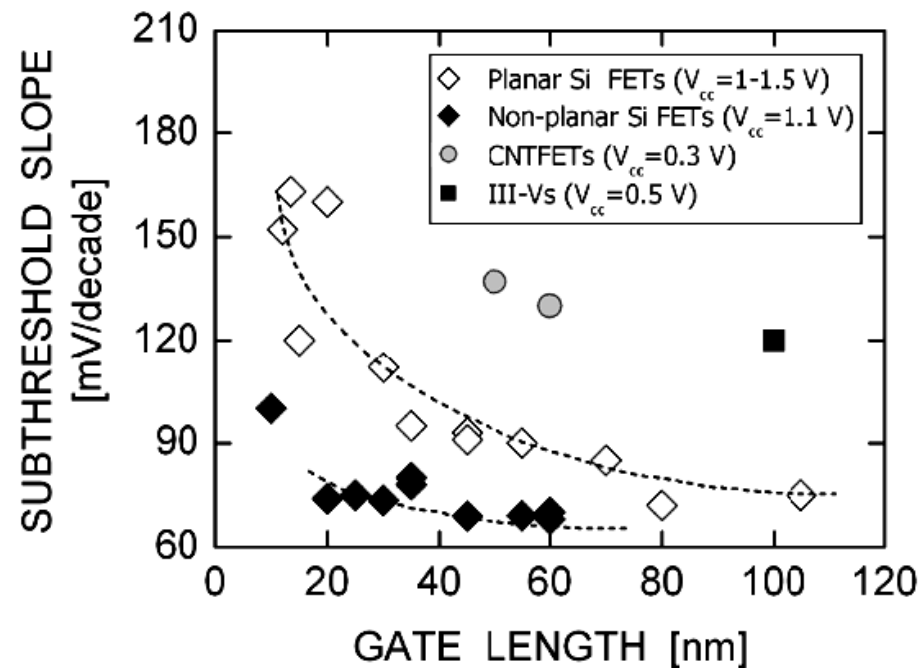 SUBTHRESHOLD SLOPE
[mV/decade]
210
180
150
120
90
60
Planar Si FETs (Vcc=1-1.5 V)
Non-planar Si FETs (Vcc=1.1 V)
CNTFETs (Vcc=0.3 V)
III-Vs (Vcc=0.5 V)
0 20 40 60 80 100 120
GATE LENGTH [nm]